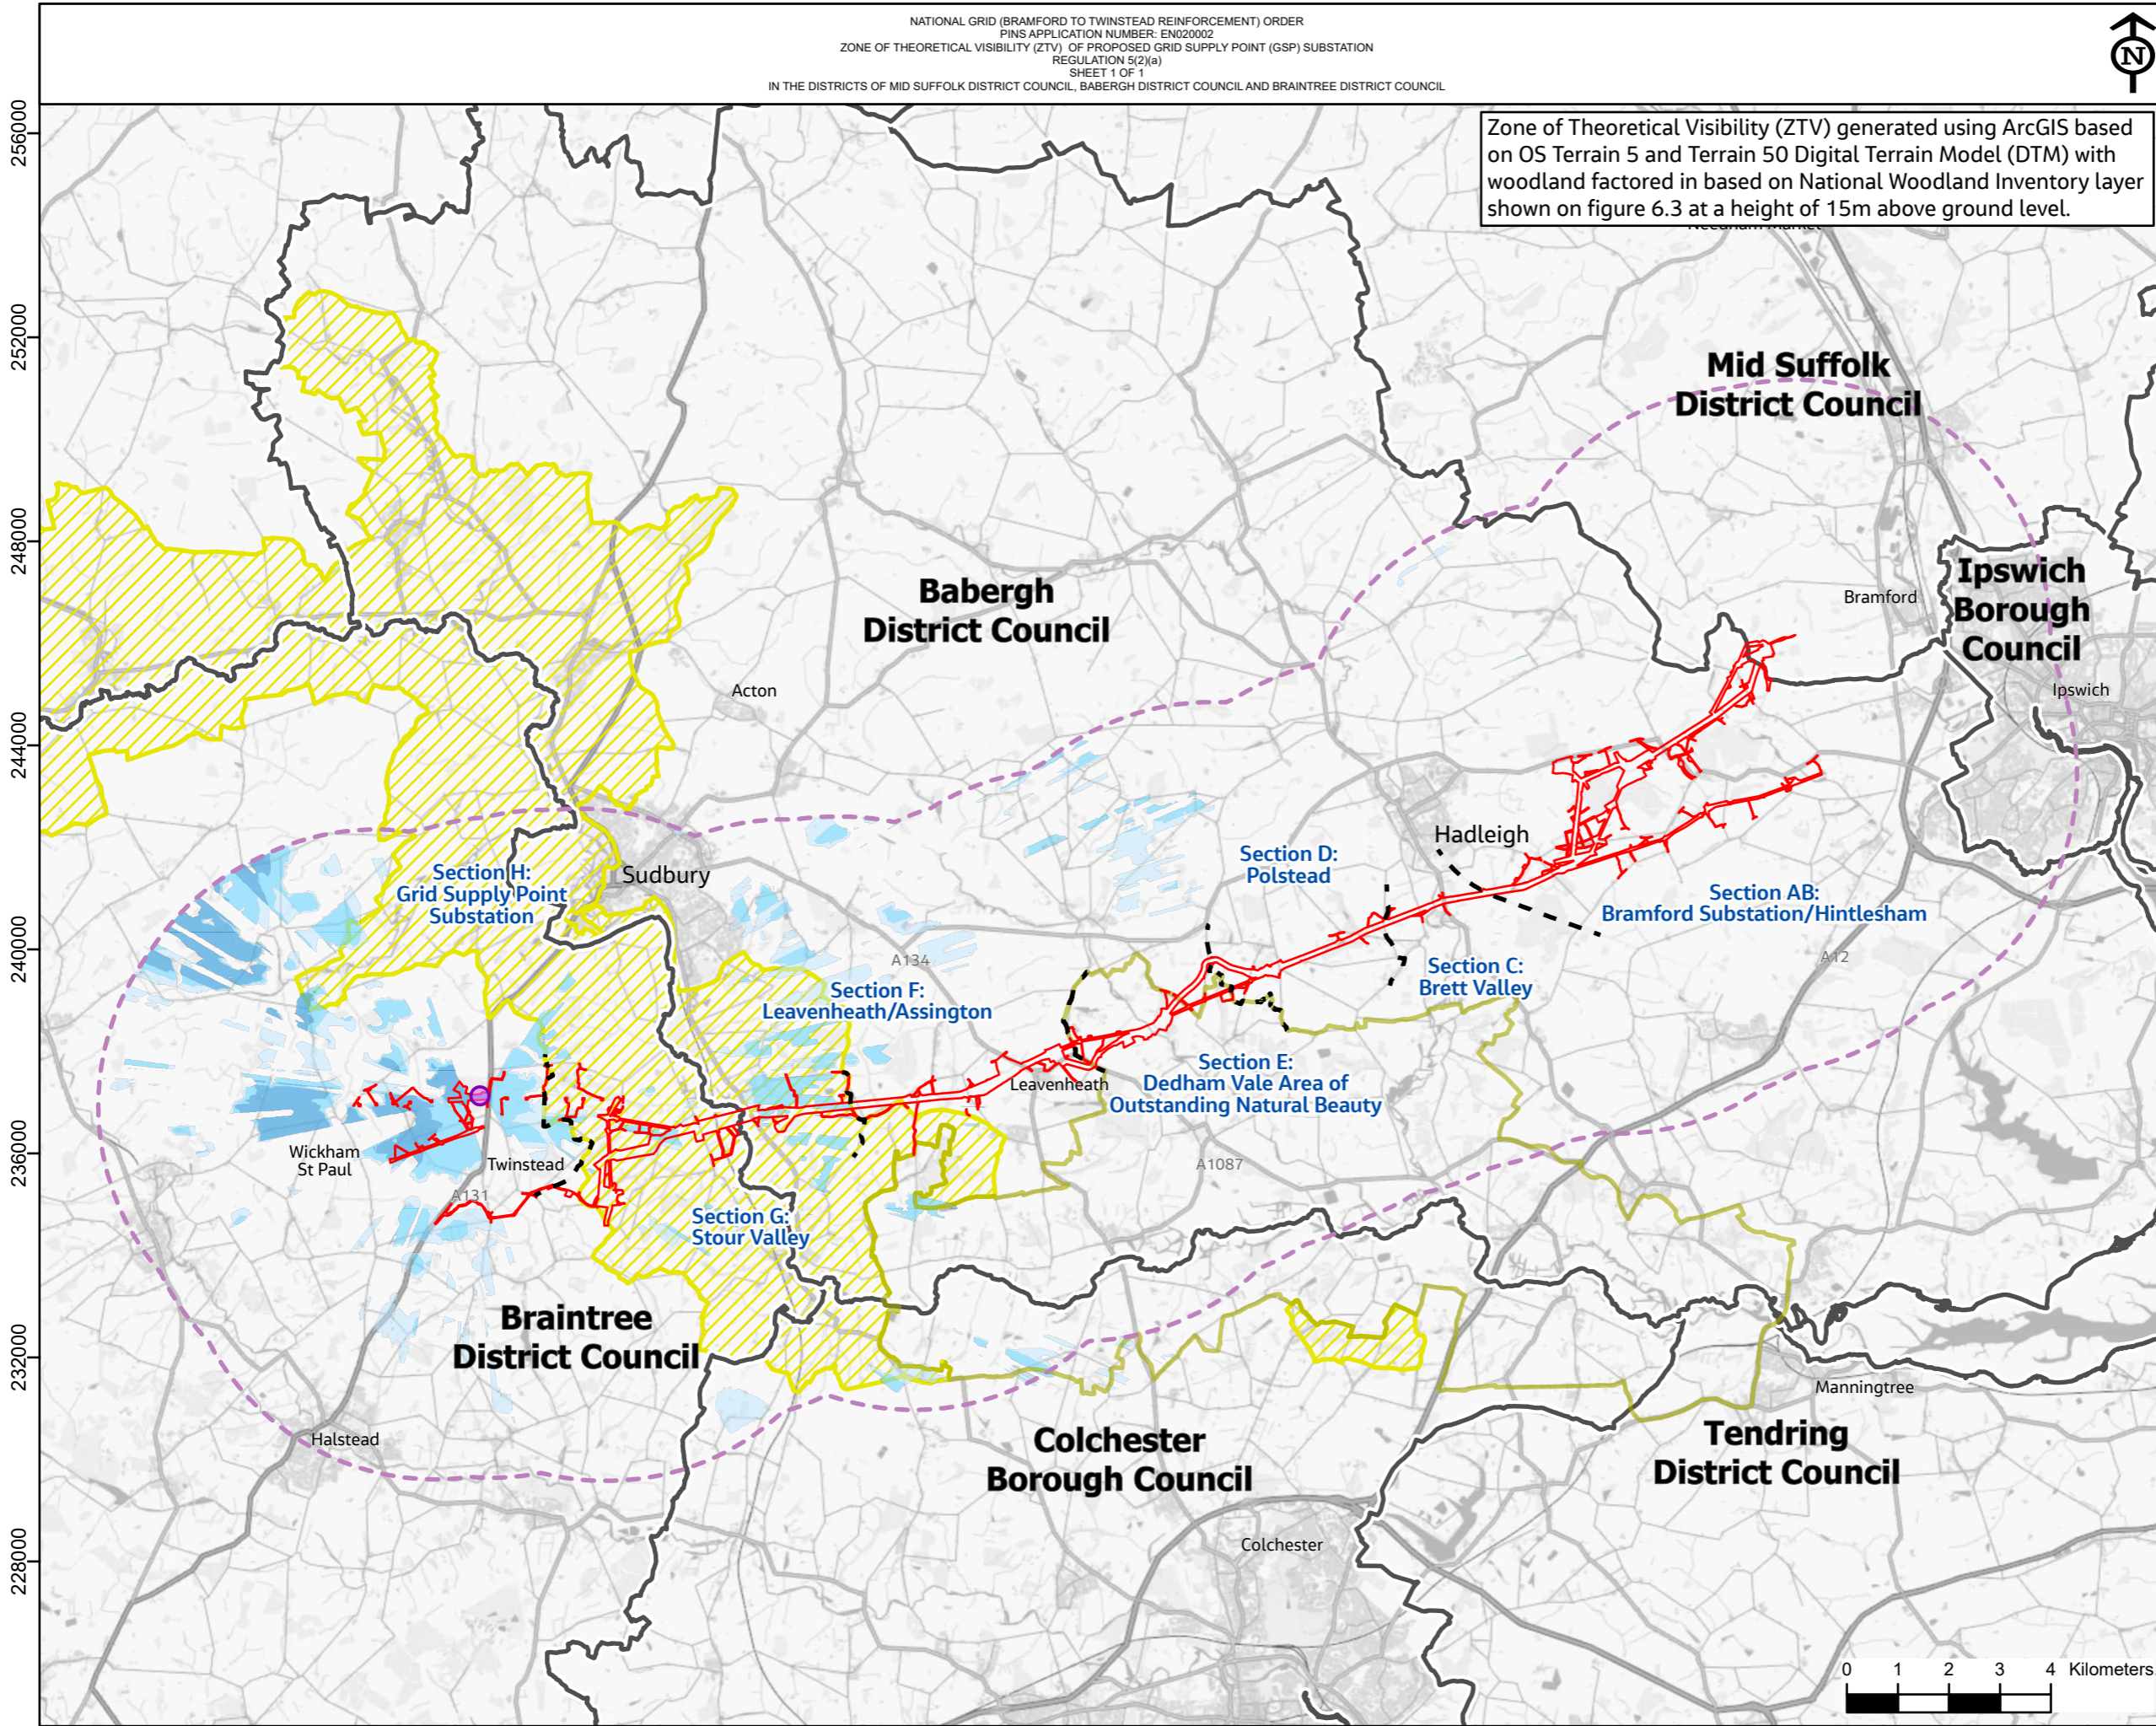 NATIONAL GRID (BRAMFORD TO TWINSTEAD REINFORCEMENT) ORDER
PINS APPLICATION NUMBER: EN020002
ZONE OF THEORETICAL VISIBILITY (ZTV) OF PROPOSED GRID SUPPLY POINT (GSP) SUBSTATION
REGULATION 5(2)(a)
SHEET 1 OF 1
IN THE DISTRICTS OF MID SUFFOLK DISTRICT COUNCIL, BABERGH DISTRICT COUNCIL AND BRAINTREE DISTRICT COUNCIL
N
Zone of Theoretical Visibility (ZTV) generated using ArcGIS based
on OS Terrain 5 and Terrain 50 Digital Terrain Model (DTM) with
woodland factored in based on National Woodland Inventory layer
shown on figure 6.3 at a height of 15m above ground level.
Needham Market
256000
252000
248000
244000
240000
236000
232000
228000
Mid Suffolk
District Council
Babergh
District Council
Ipswich
Borough
Council
Bramford
Ipswich
Acton
Hadleigh
Sudbury
Section H:
Grid Supply Point
Substation
Section D:
Polstead
Section AB:
Bramford Substation/Hintlesham
A134
A12
Section F:
Leavenheath/Assington
Section C:
Brett Valley
Section E:
Dedham Vale Area of
Outstanding Natural Beauty
Leavenheath
Wickham
St Paul
Twinstead
A131
A1087
Section G:
Stour Valley
Braintree
District Council
Manningtree
Halstead
Colchester
Borough Council
Tendring
District Council
Colchester
0 1 2 3 4 Kilometers